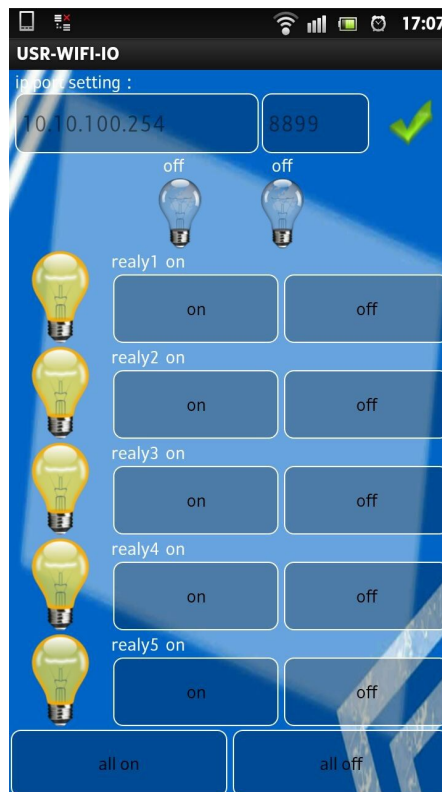 17:07
USR-WIFI-IO
ip port setting :
10.10.100.254 8899
off off
realy1 on
on off
realy2 on
on off
realy3 on
on off
realy4 on
on off
realy5 on
on off
all on all off